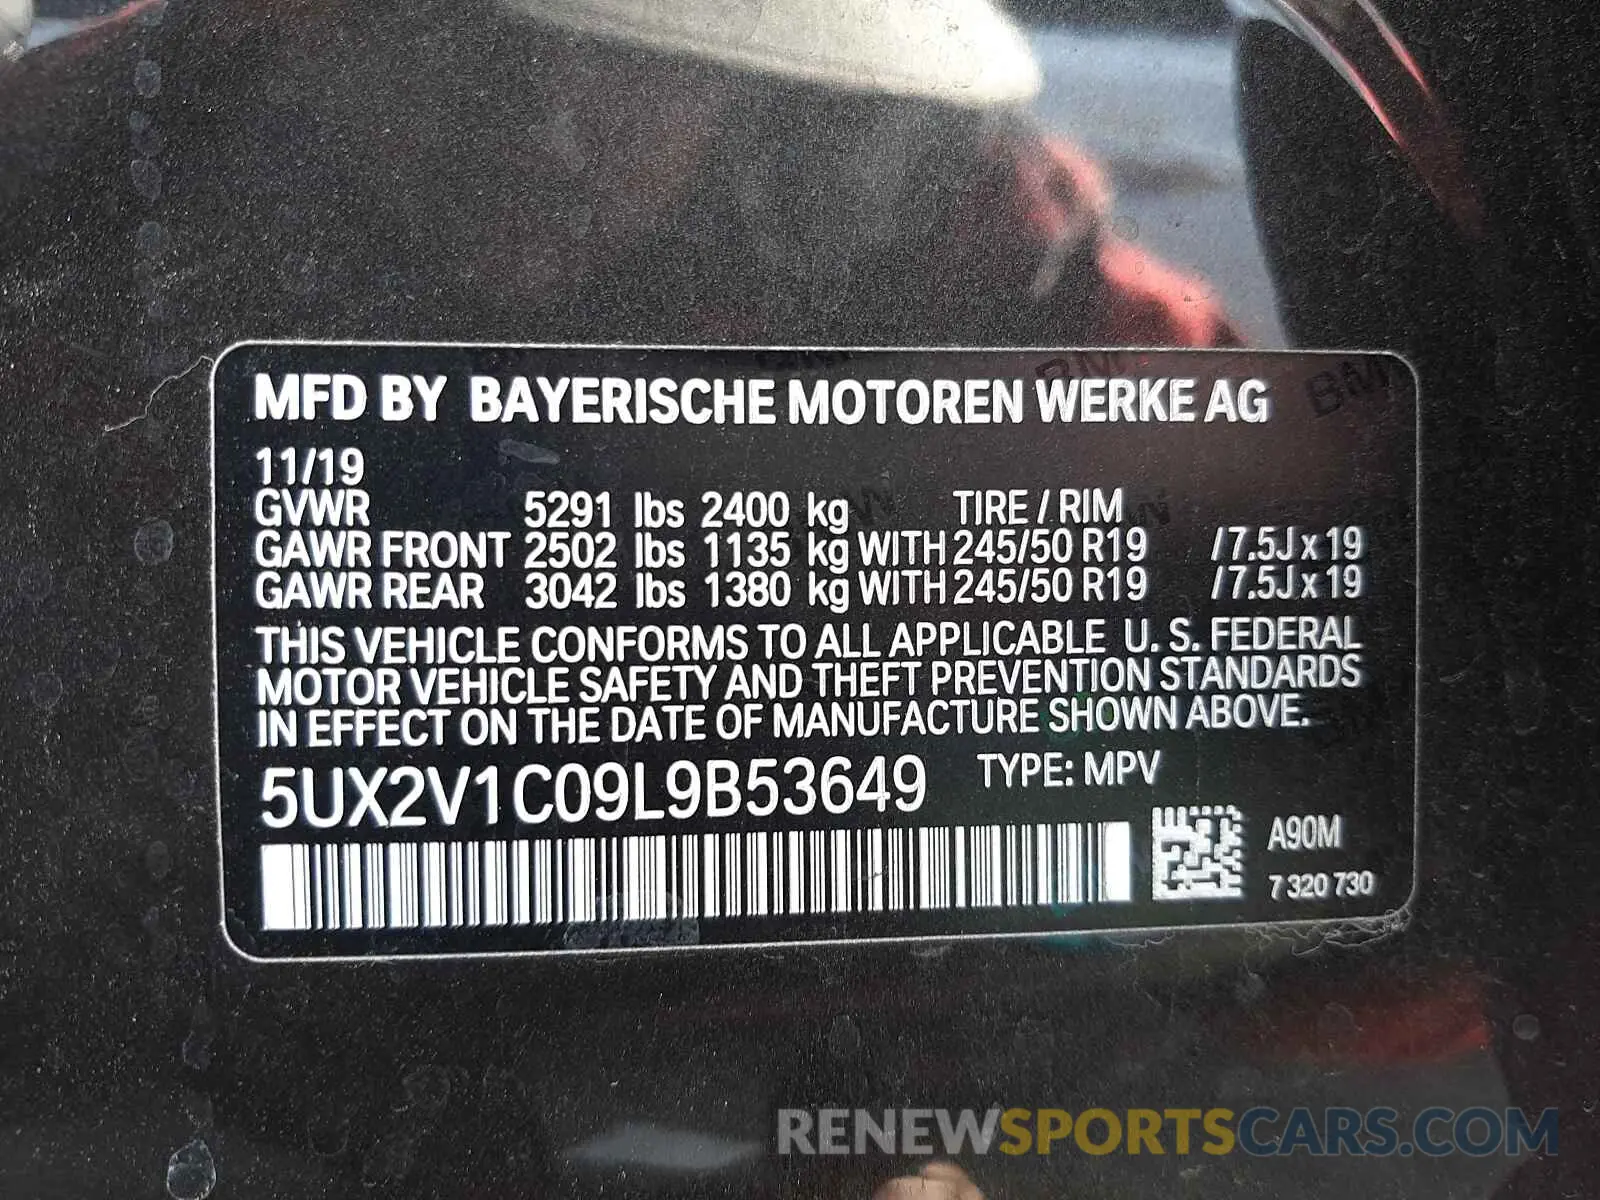 MFD BY BAYERISCHE MOTOREN WERKE AG
11/19
GVWR 5291 lbs 2400 kg TIRE / RIM
GAWR FRONT 2502 lbs 1135 kg WITH 245/50 R19 / 7.5J x 19
GAWR REAR 3042 lbs 1380 kg WITH 245/50 R19 / 7.5J x 19
THIS VEHICLE CONFORMS TO ALL APPLICABLE U. S. FEDERAL
MOTOR VEHICLE SAFETY AND THEFT PREVENTION STANDARDS
IN EFFECT ON THE DATE OF MANUFACTURE SHOWN ABOVE.
5UX2V1C09L9B53649 TYPE: MPV
A90M
7 320 730
RENEWSPORTSCARS.COM